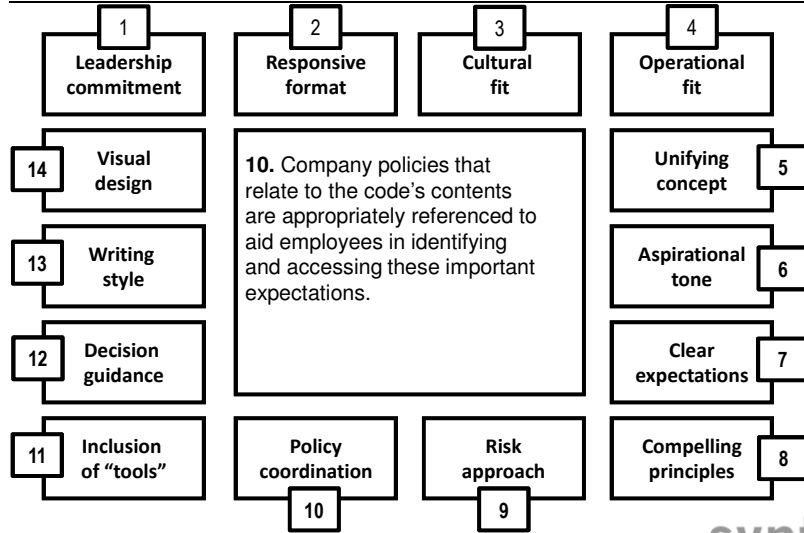 1
Leadership
commitment
2
Responsive
format
3
Cultural
fit
4
Operational
fit
14
Visual
design
10. Company policies that
relate to the code's contents
are appropriately referenced to
aid employees in identifying
and accessing these important
expectations.
Unifying
concept
5
13
Writing
style
Aspirational
tone
6
12
Decision
guidance
Clear
expectations
7
11
Inclusion
of “tools”
Policy
coordination
10
Risk
approach
9
Compelling
principles
8